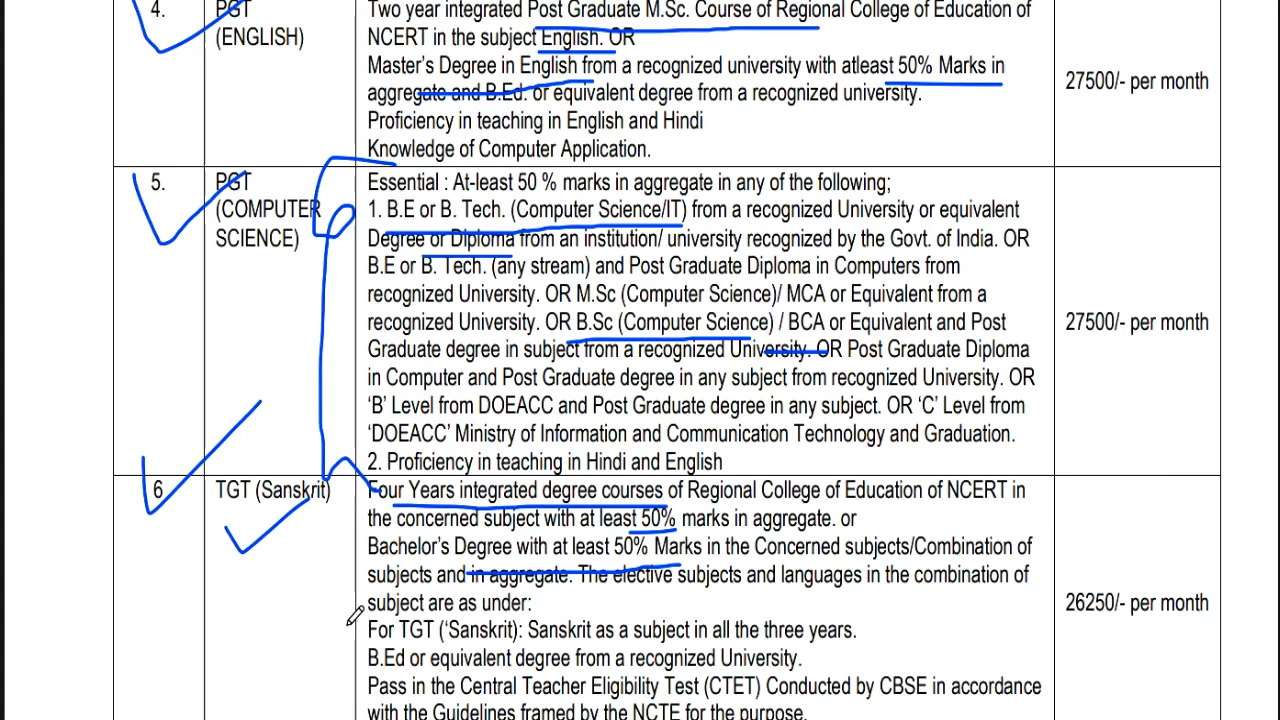 4. PGT Two year integrated Post Graduate M.Sc. Course of Regional College of Education of
(ENGLISH) NCERT in the subject English. OR
Master's Degree in English from a recognized university with atleast 50% Marks in
27500/- per month
aggregate and B.Ed. or equivalent degree from a recognized university.
Proficiency in teaching in English and Hindi
Knowledge of Computer Application.
5. PGT Essential : At-least 50 % marks in aggregate in any of the following;
(COMPUTER 1. B.E or B. Tech. (Computer Science/IT) from a recognized University or equivalent
SCIENCE) Degree or Diploma from an institution/ university recognized by the Govt. of India. OR
B.E or B. Tech. (any stream) and Post Graduate Diploma in Computers from
recognized University. OR M.Sc (Computer Science)/ MCA or Equivalent from a
recognized University. OR B.Sc (Computer Science) / BCA or Equivalent and Post 27500/- per month
Graduate degree in subject from a recognized University. OR Post Graduate Diploma
in Computer and Post Graduate degree in any subject from recognized University. OR
‘B’ Level from DOEACC and Post Graduate degree in any subject. OR ‘C’ Level from
‘DOEACC’ Ministry of Information and Communication Technology and Graduation.
2. Proficiency in teaching in Hindi and English
6 TGT (Sanskrit) Four Years integrated degree courses of Regional College of Education of NCERT in
the concerned subject with at least 50% marks in aggregate. or
Bachelor's Degree with at least 50% Marks in the Concerned subjects/Combination of
subjects and in aggregate. The elective subjects and languages in the combination of
subject are as under: 26250/- per month
For TGT (‘Sanskrit): Sanskrit as a subject in all the three years.
B.Ed or equivalent degree from a recognized University.
Pass in the Central Teacher Eligibility Test (CTET) Conducted by CBSE in accordance
with the Guidelines framed by the NCTE for the purpose.